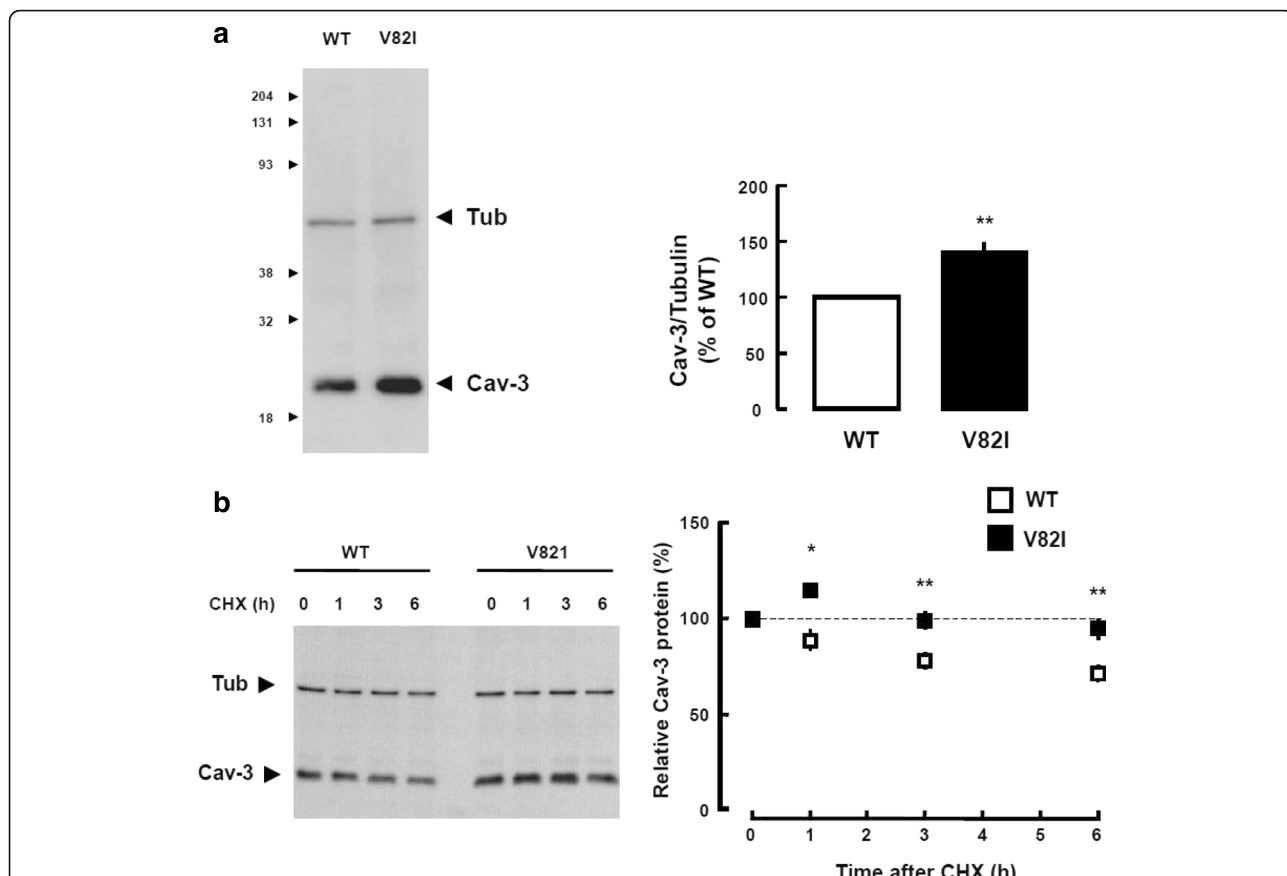 a
WT V82I
204
131
93
Tub
38
32
Cav-3
18
Cav-3/Tubulin
(% of WT)
200
150
100
50
0
**
WT V82I
b
WT V821
CHX (h) 0 1 3 6 0 1 3 6
Tub
Cav-3
WT
V82I
Relative Cav-3 protein (%)
150
100
50
0
* ** **
0 1 2 3 4 5 6
Time after CHX (h)